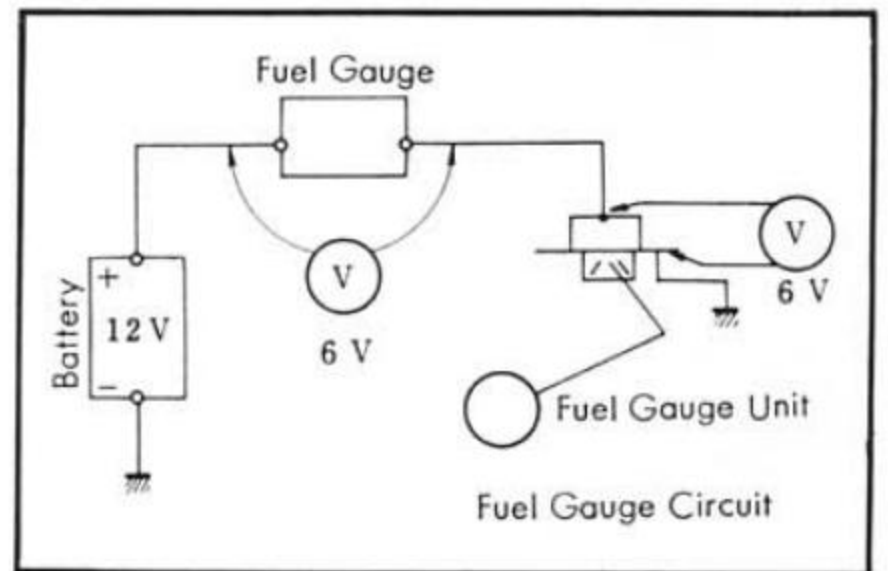 Fuel Gauge
V
6 V
V
6 V
Battery
+
12 V
−
Fuel Gauge Unit
Fuel Gauge Circuit